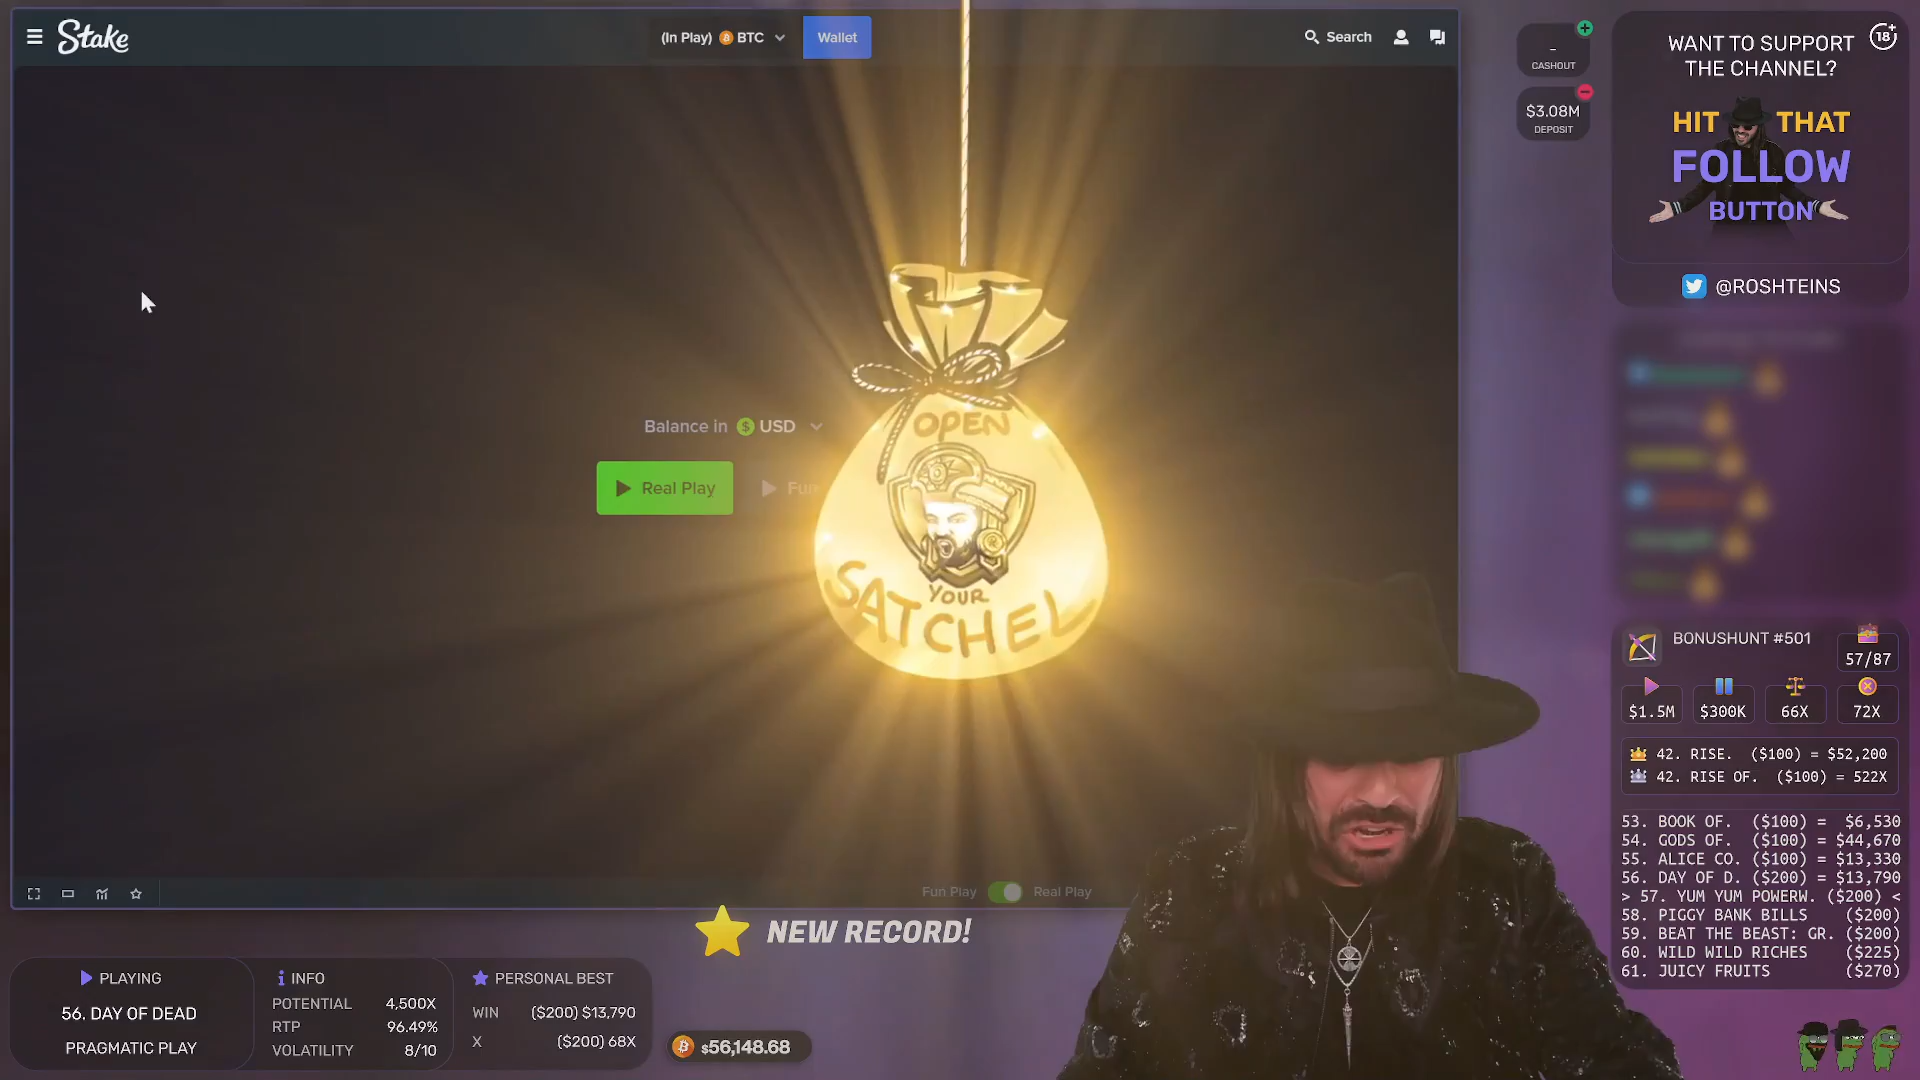 Stake
(In Play) BTC
Wallet
Search
-
CASHOUT
$3.08M
DEPOSIT
WANT TO SUPPORT
THE CHANNEL?
18+
HIT THAT
FOLLOW
BUTTON
@ROSHTEINS
Balance in $ USD
Real Play
Fun
OPEN
YOUR
SATCHEL
Fun Play
Real Play
BONUSHUNT #501
57/87
$1.5M
$300K
66X
72X
42. RISE. ($100) = $52,200
42. RISE OF. ($100) = 522X
53. BOOK OF. ($100) = $6,530
54. GODS OF. ($100) = $44,670
55. ALICE CO. ($100) = $13,330
56. DAY OF D. ($200) = $13,790
> 57. YUM YUM POWERW. ($200) <
58. PIGGY BANK BILLS ($200)
59. BEAT THE BEAST: GR. ($200)
60. WILD WILD RICHES ($225)
61. JUICY FRUITS ($270)
NEW RECORD!
PLAYING
56. DAY OF DEAD
PRAGMATIC PLAY
INFO
POTENTIAL 4,500X
RTP 96.49%
VOLATILITY 8/10
PERSONAL BEST
WIN ($200) $13,790
X ($200) 68X
$56,148.68